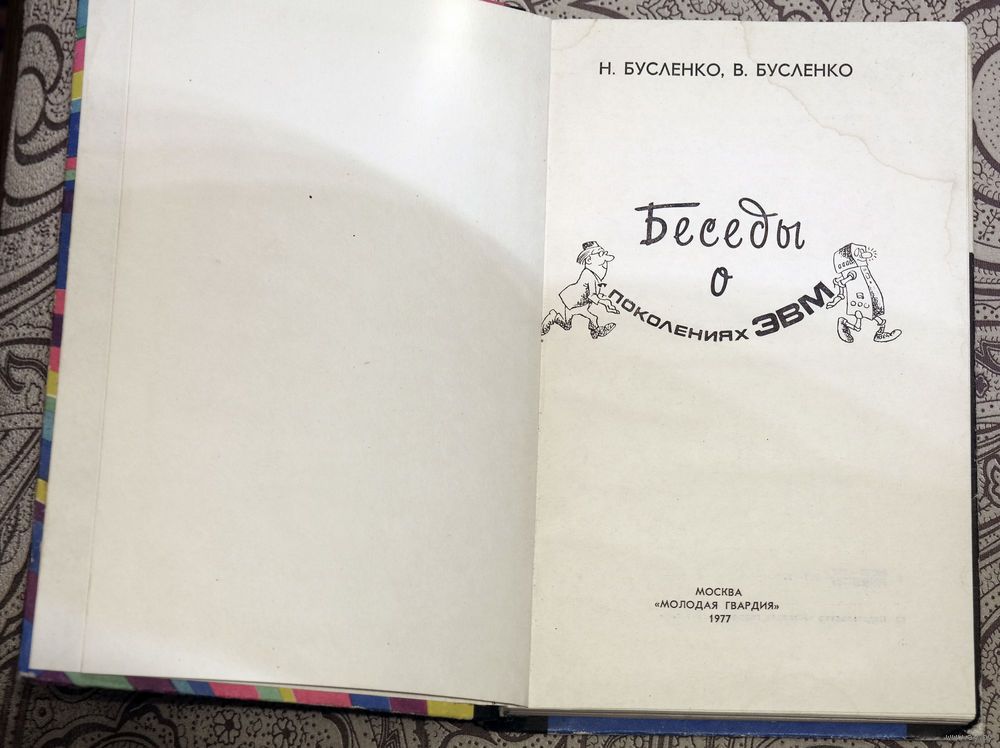 Н. БУСЛЕНКО, В. БУСЛЕНКО
Беседы
о
ПОКОЛЕНИЯХ ЭВМ
МОСКВА
«МОЛОДАЯ ГВАРДИЯ»
1977